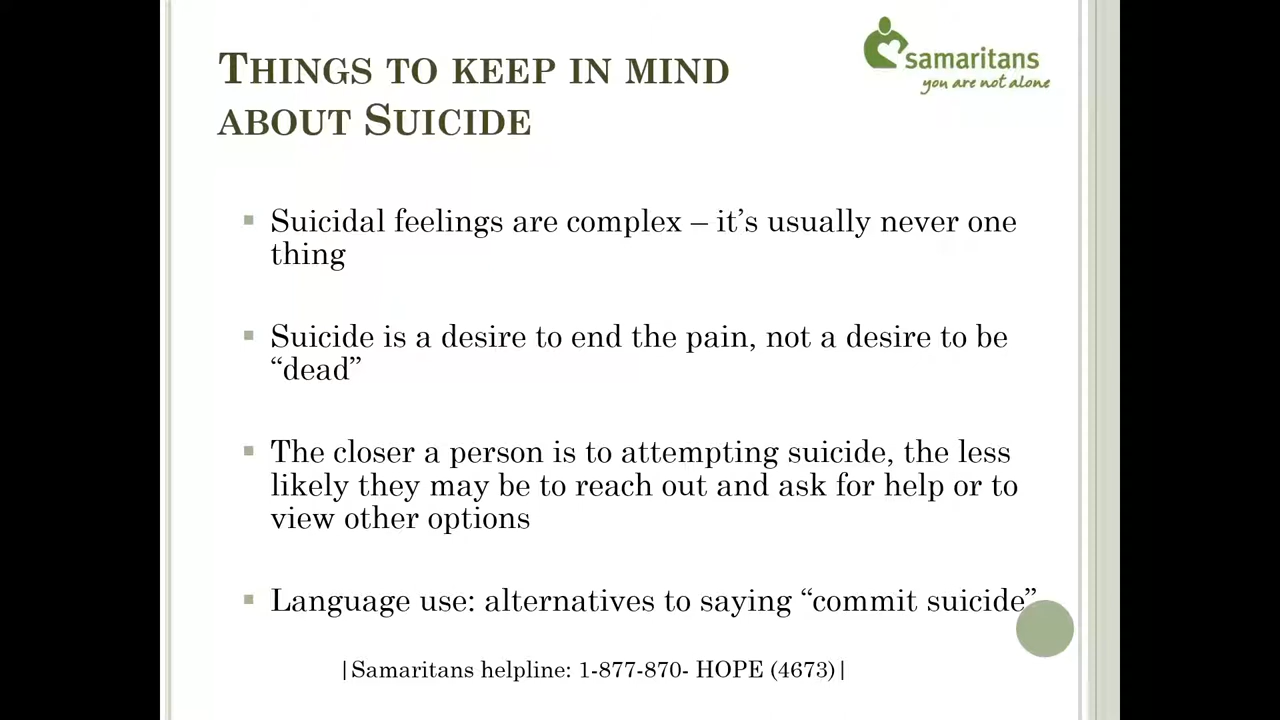 THINGS TO KEEP IN MIND
ABOUT SUICIDE
samaritans
you are not alone
▪ Suicidal feelings are complex – it’s usually never one
thing
▪ Suicide is a desire to end the pain, not a desire to be
“dead”
▪ The closer a person is to attempting suicide, the less
likely they may be to reach out and ask for help or to
view other options
▪ Language use: alternatives to saying “commit suicide”
|Samaritans helpline: 1-877-870- HOPE (4673)|